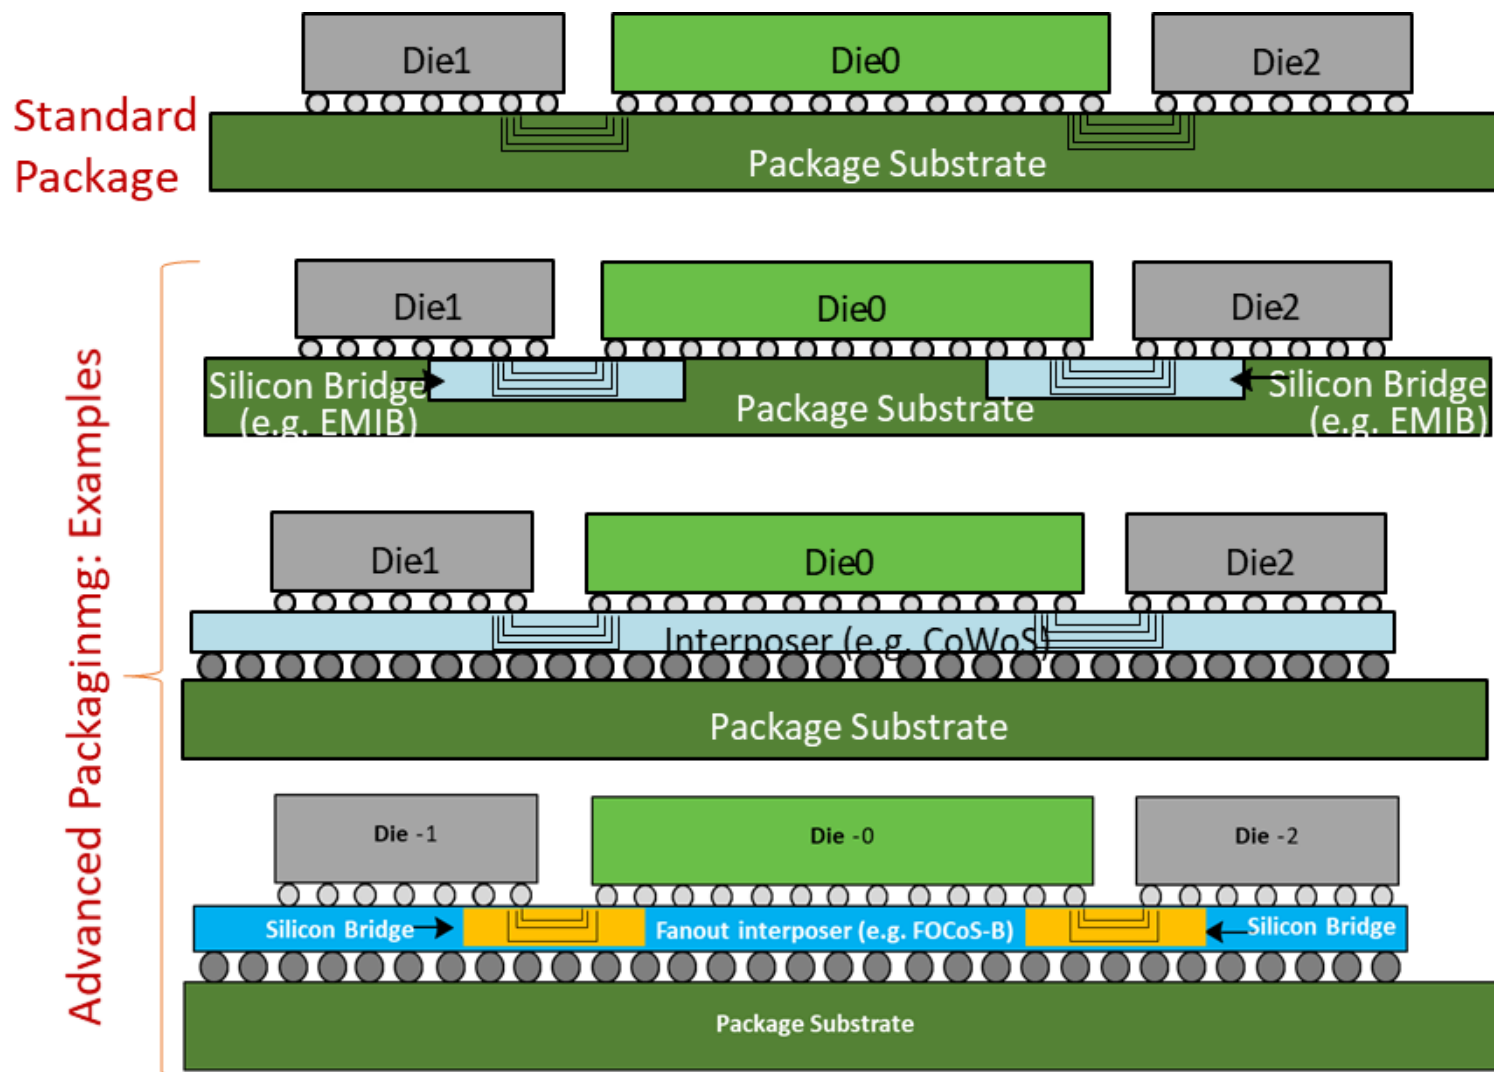 Standard
Package
Die1
Die0
Die2
Package Substrate
Advanced Packaginmg: Examples
Die1
Die0
Die2
Silicon Bridge
(e.g. EMIB)
Package Substrate
Silicon Bridge
(e.g. EMIB)
Die1
Die0
Die2
Interposer (e.g. CoWoS)
Package Substrate
Die -1
Die -0
Die -2
Silicon Bridge
Fanout interposer (e.g. FOCoS-B)
Silicon Bridge
Package Substrate